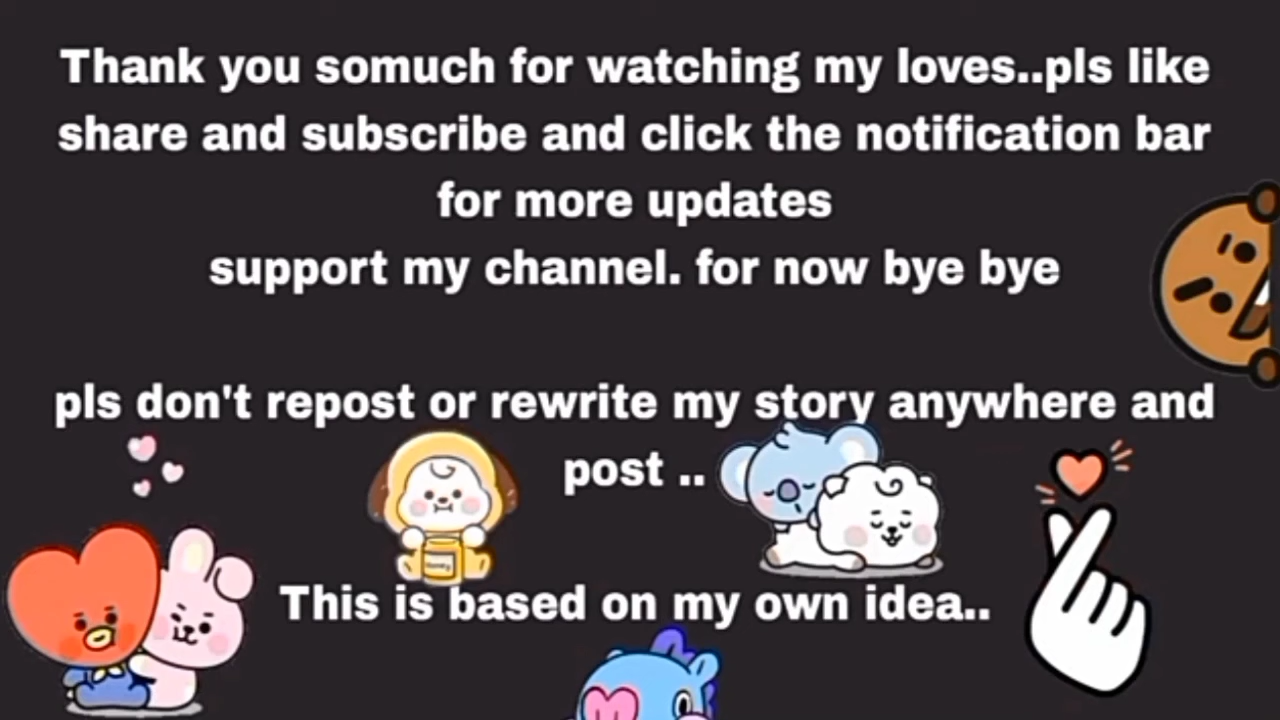 Thank you somuch for watching my loves..pls like
share and subscribe and click the notification bar
for more updates
support my channel. for now bye bye
pls don't repost or rewrite my story anywhere and
post ..
Honey
This is based on my own idea..